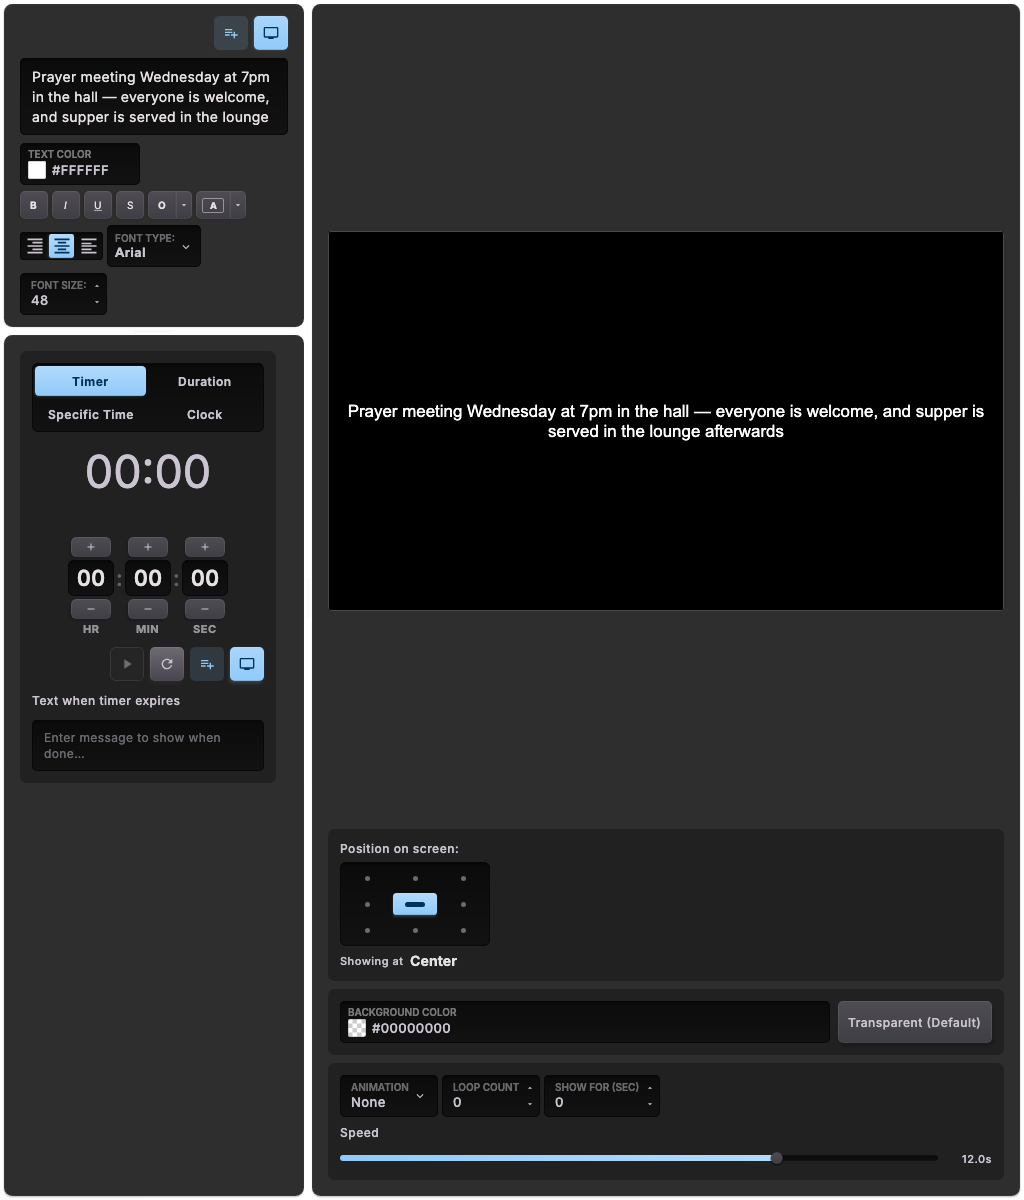 Prayer meeting Wednesday at 7pm
in the hall — everyone is welcome,
and supper is served in the lounge
TEXT COLOR
#FFFFFF
B I U S O A
FONT TYPE:
Arial
FONT SIZE:
48
Timer Duration
Specific Time Clock
00:00
+ + +
00 : 00 : 00
− − −
HR MIN SEC
Text when timer expires
Enter message to show when
done...
Prayer meeting Wednesday at 7pm in the hall — everyone is welcome, and supper is
served in the lounge afterwards
Position on screen:
Showing at Center
BACKGROUND COLOR
#00000000
Transparent (Default)
ANIMATION LOOP COUNT SHOW FOR (SEC)
None 0 0
Speed
12.0s